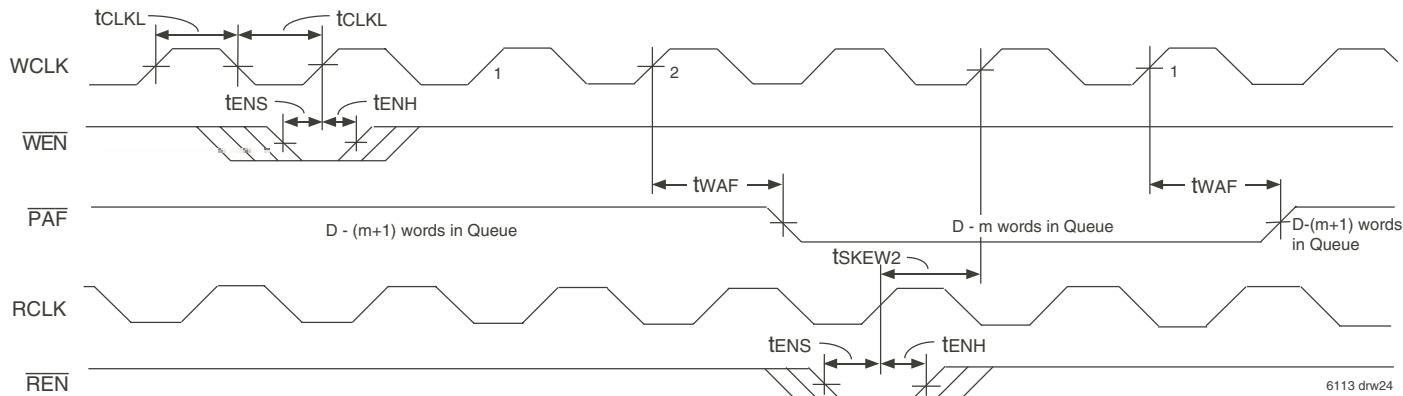 tCLKL tCLKL
WCLK
1
2
1
tENS tENH
WEN
tWAF
tWAF
PAF
D - (m+1) words in Queue
D - m words in Queue
D-(m+1) words
in Queue
tSKEW2
RCLK
tENS tENH
REN
6113 drw24